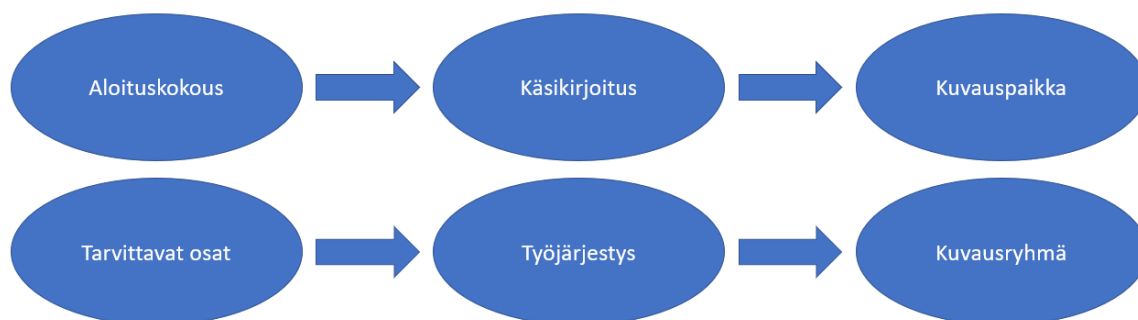 Aloituskokous
Käsikirjoitus
Kuvauspaikka
Tarvittavat osat
Työjärjestys
Kuvausryhmä